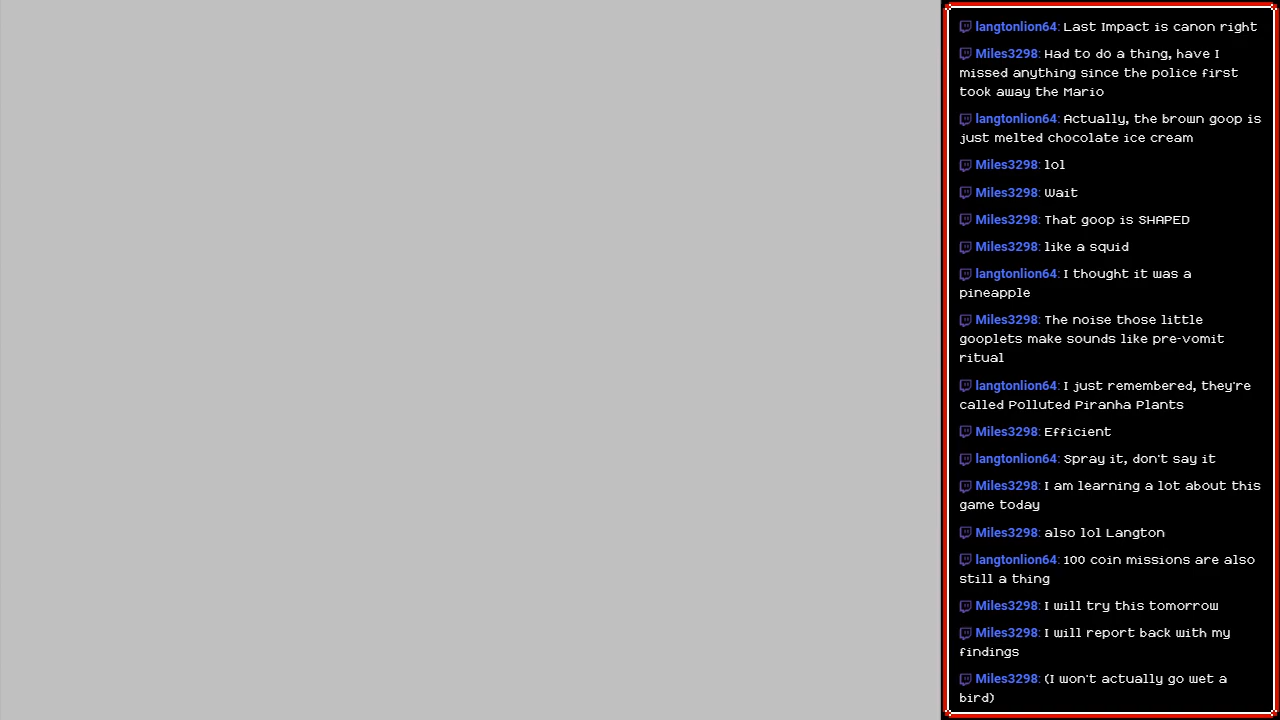 langtonlion64: Last Impact is canon right
Miles3298: Had to do a thing, have I
missed anything since the police first
took away the Mario
langtonlion64: Actually, the brown goop is
just melted chocolate ice cream
Miles3298: lol
Miles3298: Wait
Miles3298: That goop is SHAPED
Miles3298: like a squid
langtonlion64: I thought it was a
pineapple
Miles3298: The noise those little
gooplets make sounds like pre-vomit
ritual
langtonlion64: I just remembered, they're
called Polluted Piranha Plants
Miles3298: Efficient
langtonlion64: Spray it, don't say it
Miles3298: I am learning a lot about this
game today
Miles3298: also lol Langton
langtonlion64: 100 coin missions are also
still a thing
Miles3298: I will try this tomorrow
Miles3298: I will report back with my
findings
Miles3298: (I won't actually go wet a
bird)